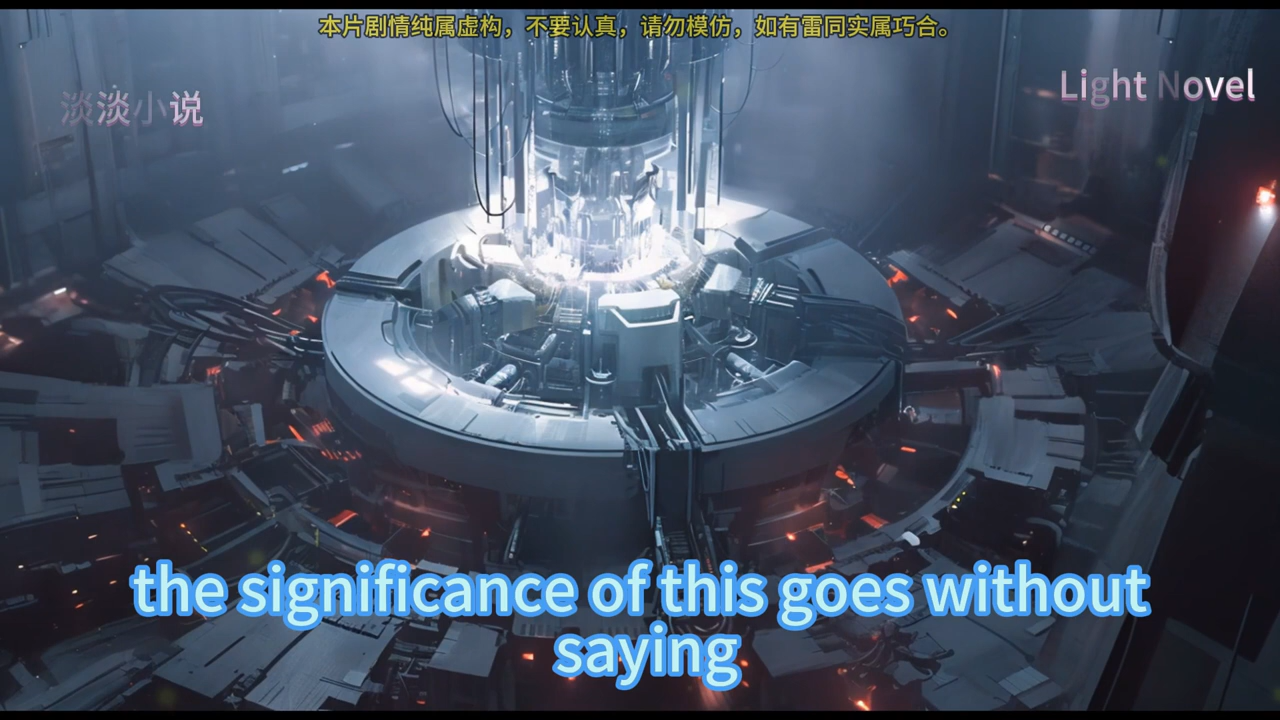 本片剧情纯属虚构，不要认真，请勿模仿，如有雷同实属巧合。
淡淡小说
Light Novel
the significance of this goes without
saying